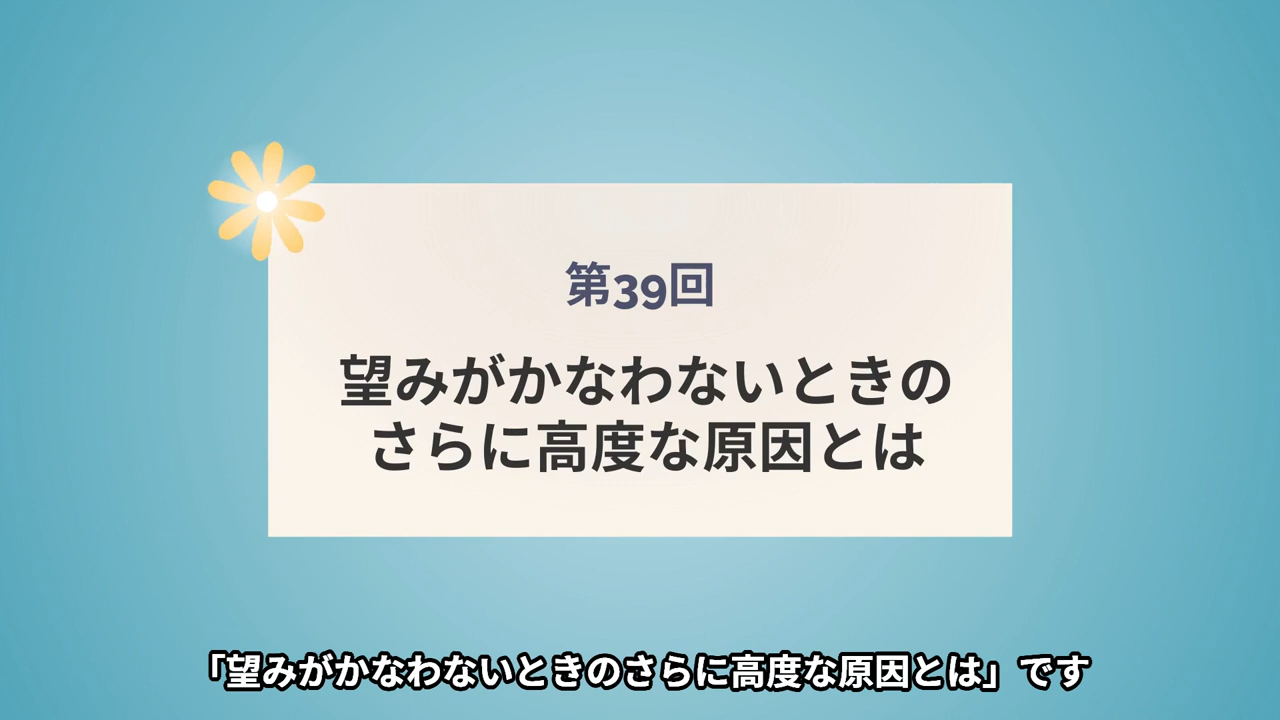 第39回
望みがかなわないときの
さらに高度な原因とは
「望みがかなわないときのさらに高度な原因とは」です